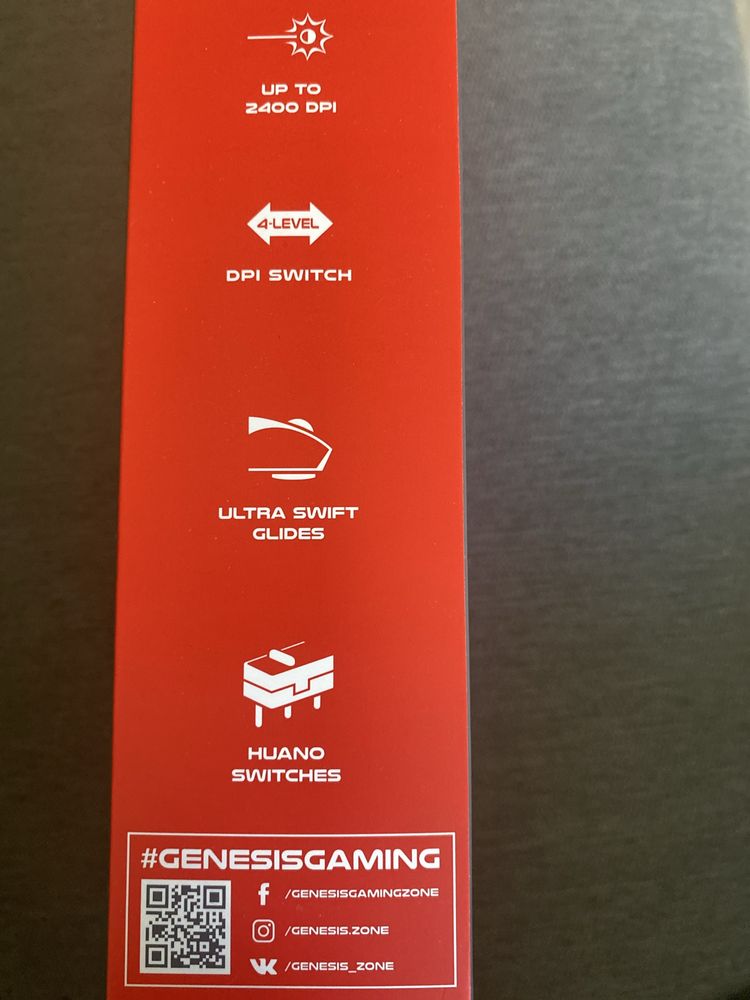 UP TO
2400 DPI
4-LEVEL
DPI SWITCH
ULTRA SWIFT
GLIDES
HUANO
SWITCHES
#GENESISGAMING
/GENESISGAMINGZONE
/GENESIS.ZONE
/GENESIS_ZONE